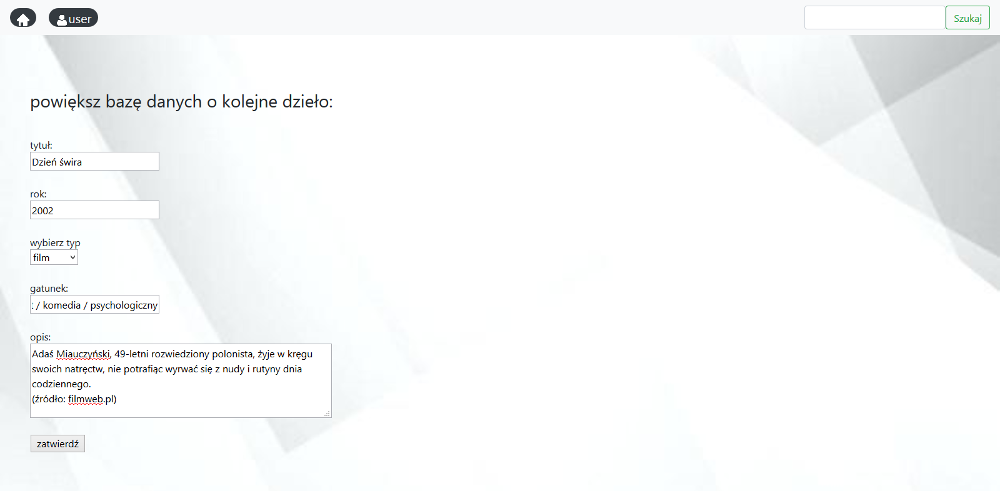 user
Szukaj
powiększ bazę danych o kolejne dzieło:
tytuł:
Dzień świra
rok:
2002
wybierz typ
film
gatunek:
/ komedia / psychologiczny
opis:
Adaś Miauczyński, 49-letni rozwiedziony polonista, żyje w kręgu
swoich natręctw, nie potrafiąc wyrwać się z nudy i rutyny dnia
codziennego.
(źródło: filmweb.pl)
zatwierdź